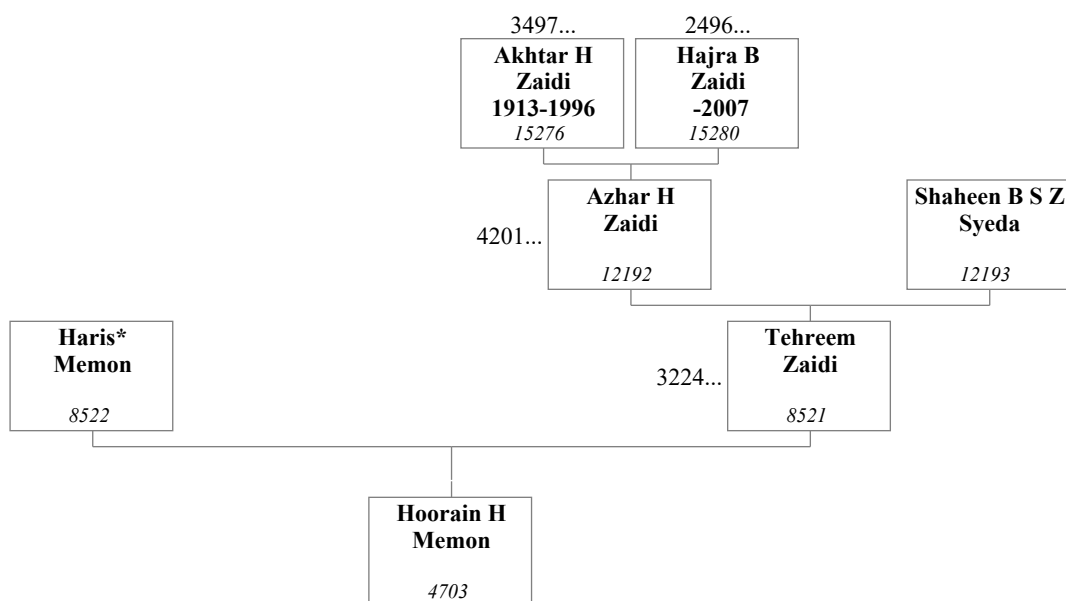 3497...
2496...
Akhtar H
Zaidi
1913-1996
15276
Hajra B
Zaidi
-2007
15280
Azhar H
Zaidi
12192
4201...
Shaheen B S Z
Syeda
12193
Haris*
Memon
8522
Tehreem
Zaidi
8521
3224...
Hoorain H
Memon
4703